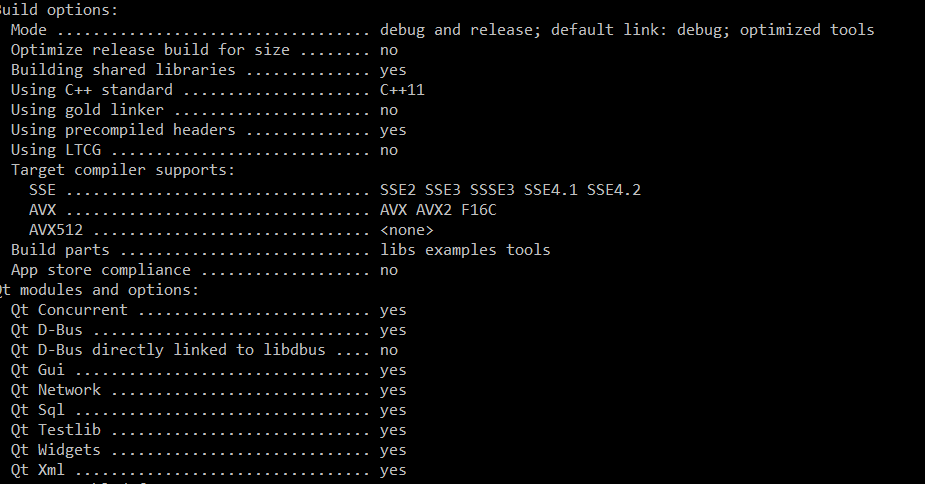 Build options:
Mode ................................... debug and release; default link: debug; optimized tools
Optimize release build for size ........ no
Building shared libraries .............. yes
Using C++ standard ..................... C++11
Using gold linker ...................... no
Using precompiled headers .............. yes
Using LTCG ............................. no
Target compiler supports:
SSE .................................. SSE2 SSE3 SSSE3 SSE4.1 SSE4.2
AVX .................................. AVX AVX2 F16C
AVX512 ............................... <none>
Build parts ............................ libs examples tools
App store compliance ................... no
Qt modules and options:
Qt Concurrent .......................... yes
Qt D-Bus ............................... yes
Qt D-Bus directly linked to libdbus .... no
Qt Gui ................................. yes
Qt Network ............................. yes
Qt Sql ................................. yes
Qt Testlib ............................. yes
Qt Widgets ............................. yes
Qt Xml ................................. yes